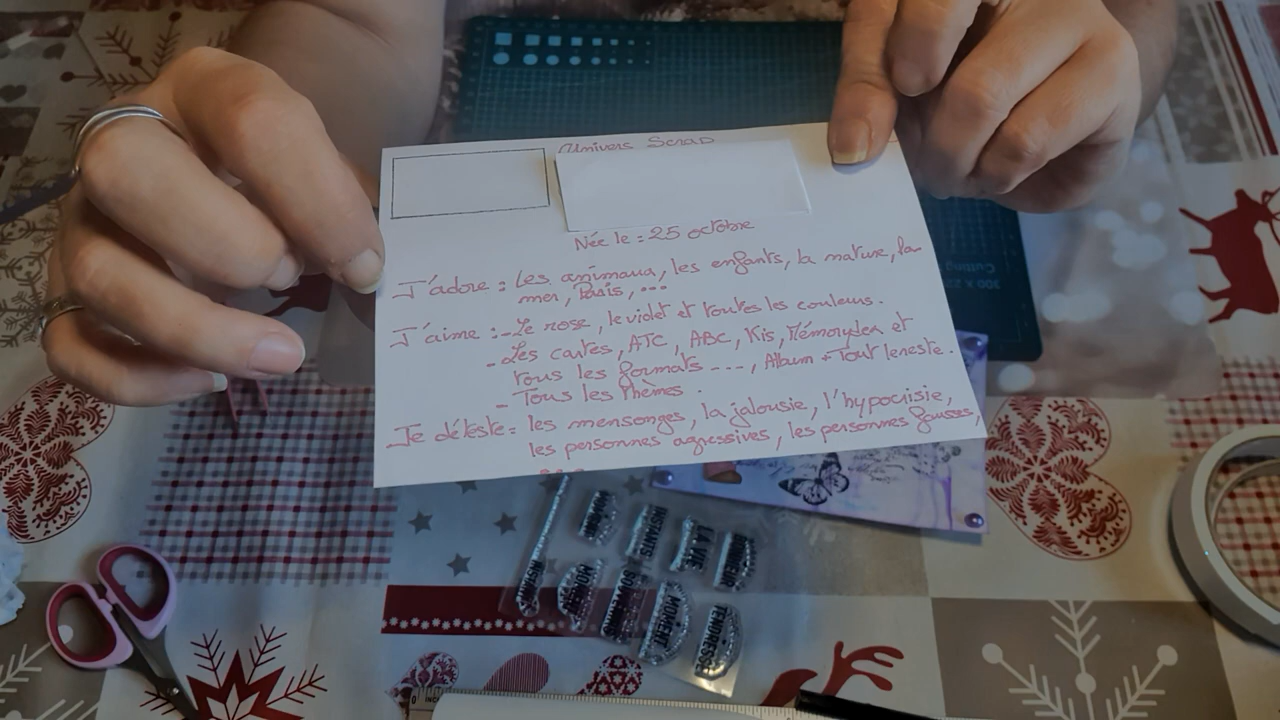 Univers Scrap
Née le : 25 octobre
J'adore : Les animaux, les enfants, la nature, la
mer, Paris, ...
J'aime : - Le rose, le violet et toutes les couleurs.
- Les cartes, ATC, ABC, Kis, Mémorydex et
tous les formats ..., Album + Tout le reste.
- Tous les thèmes.
Je déteste = les mensonges, la jalousie, l'hypocrisie,
les personnes agressives, les personnes fausses,
...
Cutting
INSTANTS
LA VIE
MOMENT
TENDRESSE